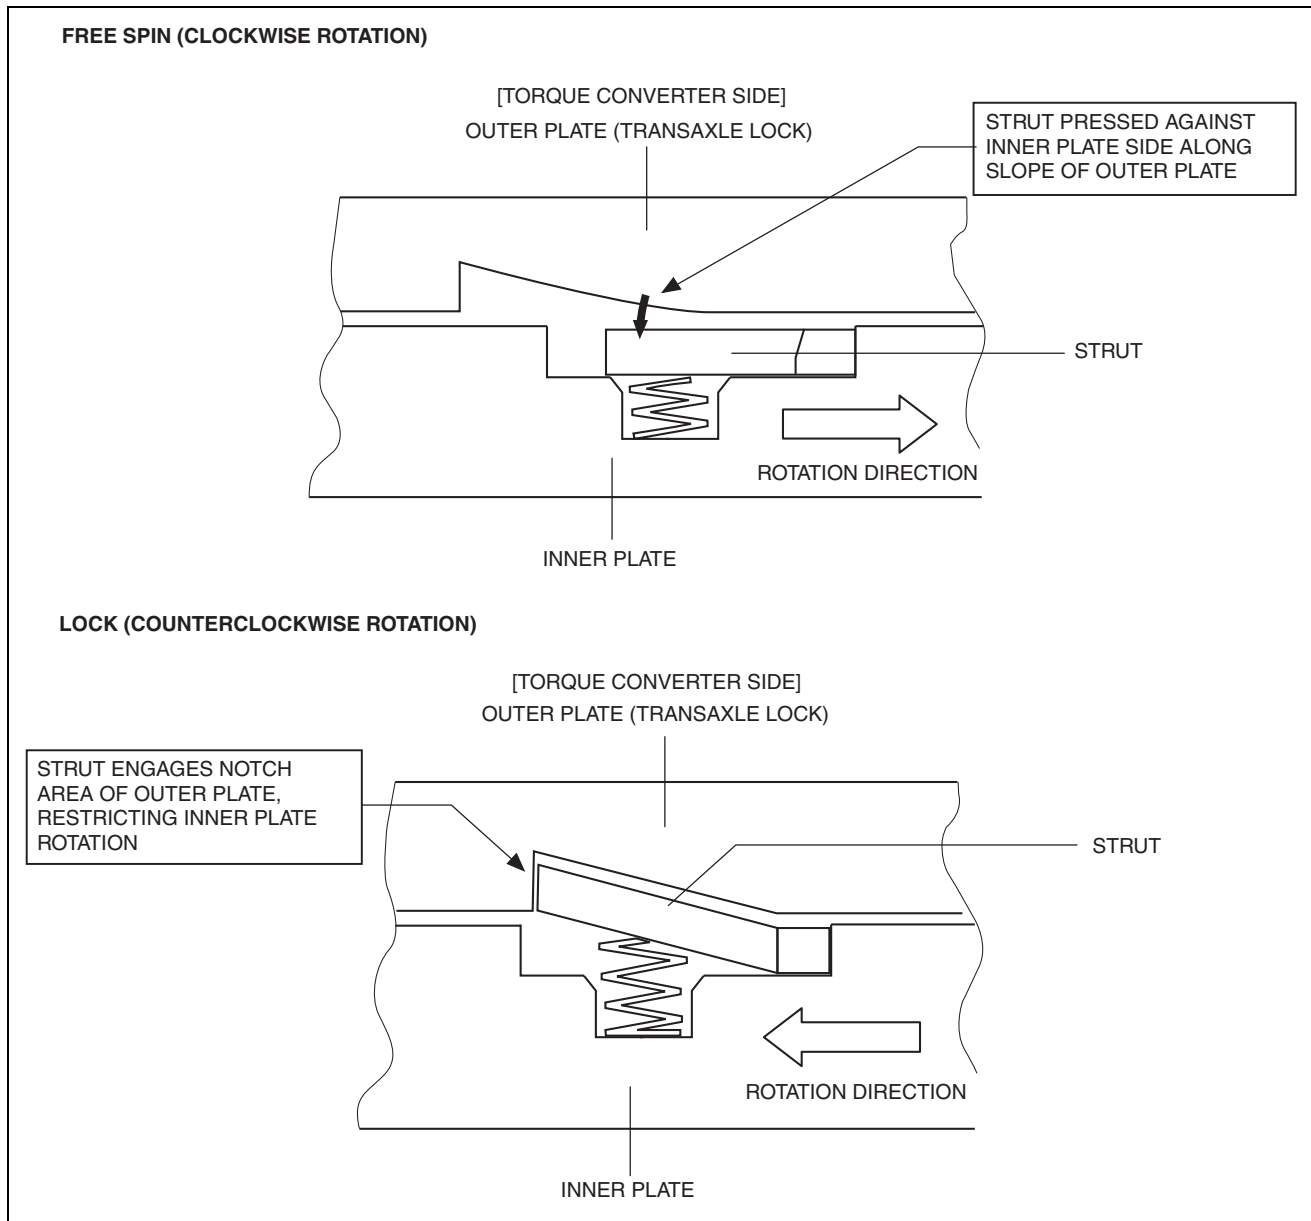 FREE SPIN (CLOCKWISE ROTATION)
[TORQUE CONVERTER SIDE]
OUTER PLATE (TRANSAXLE LOCK)
STRUT PRESSED AGAINST
INNER PLATE SIDE ALONG
SLOPE OF OUTER PLATE
STRUT
ROTATION DIRECTION
INNER PLATE
LOCK (COUNTERCLOCKWISE ROTATION)
[TORQUE CONVERTER SIDE]
OUTER PLATE (TRANSAXLE LOCK)
STRUT ENGAGES NOTCH
AREA OF OUTER PLATE,
RESTRICTING INNER PLATE
ROTATION
STRUT
ROTATION DIRECTION
INNER PLATE